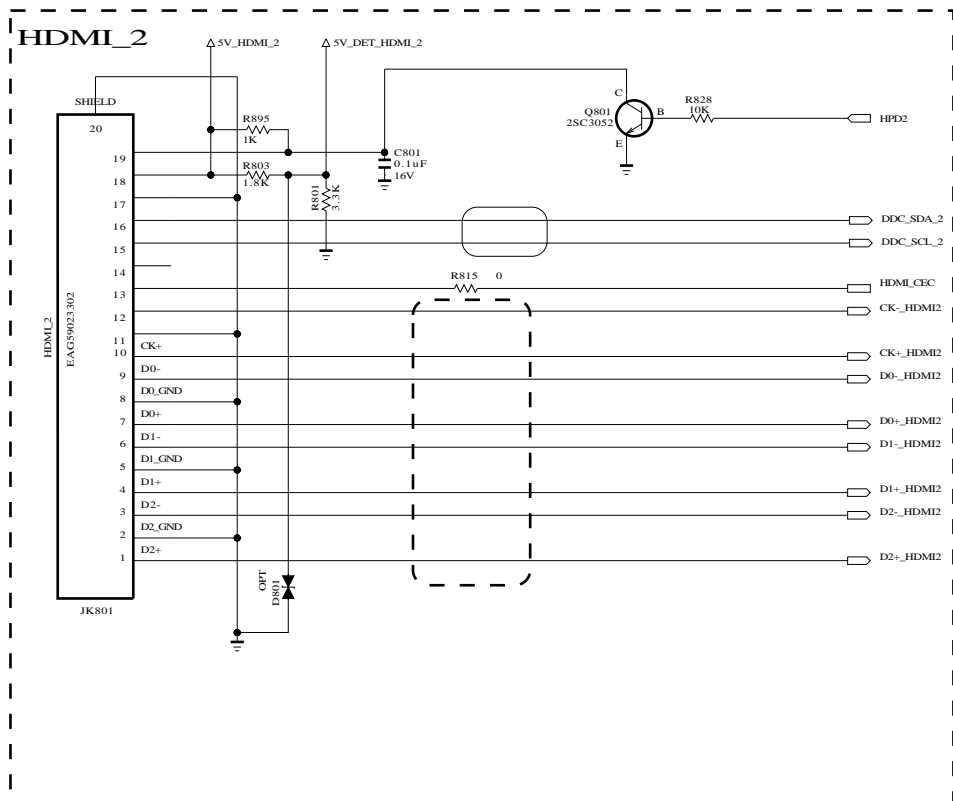 HDMI_2
5V_HDMI_2
5V_DET_HDMI_2
SHIELD
20
R895
1K
C
Q801
2SC3052
B
E
R828
10K
HPD2
19
C801
0.1uF
16V
18
R803
1.8K
R801
3.3K
17
16
DDC_SDA_2
15
DDC_SCL_2
14
R815 0
13
HDMI_CEC
12
CK-_HDMI2
11
CK+
10
CK+_HDMI2
D0-
9
D0-_HDMI2
D0_GND
8
D0+
7
D0+_HDMI2
D1-
6
D1-_HDMI2
D1_GND
5
D1+
4
D1+_HDMI2
D2-
3
D2-_HDMI2
D2_GND
2
D2+
1
D2+_HDMI2
HDMI_2
EAG59023302
OPT
D801
JK801